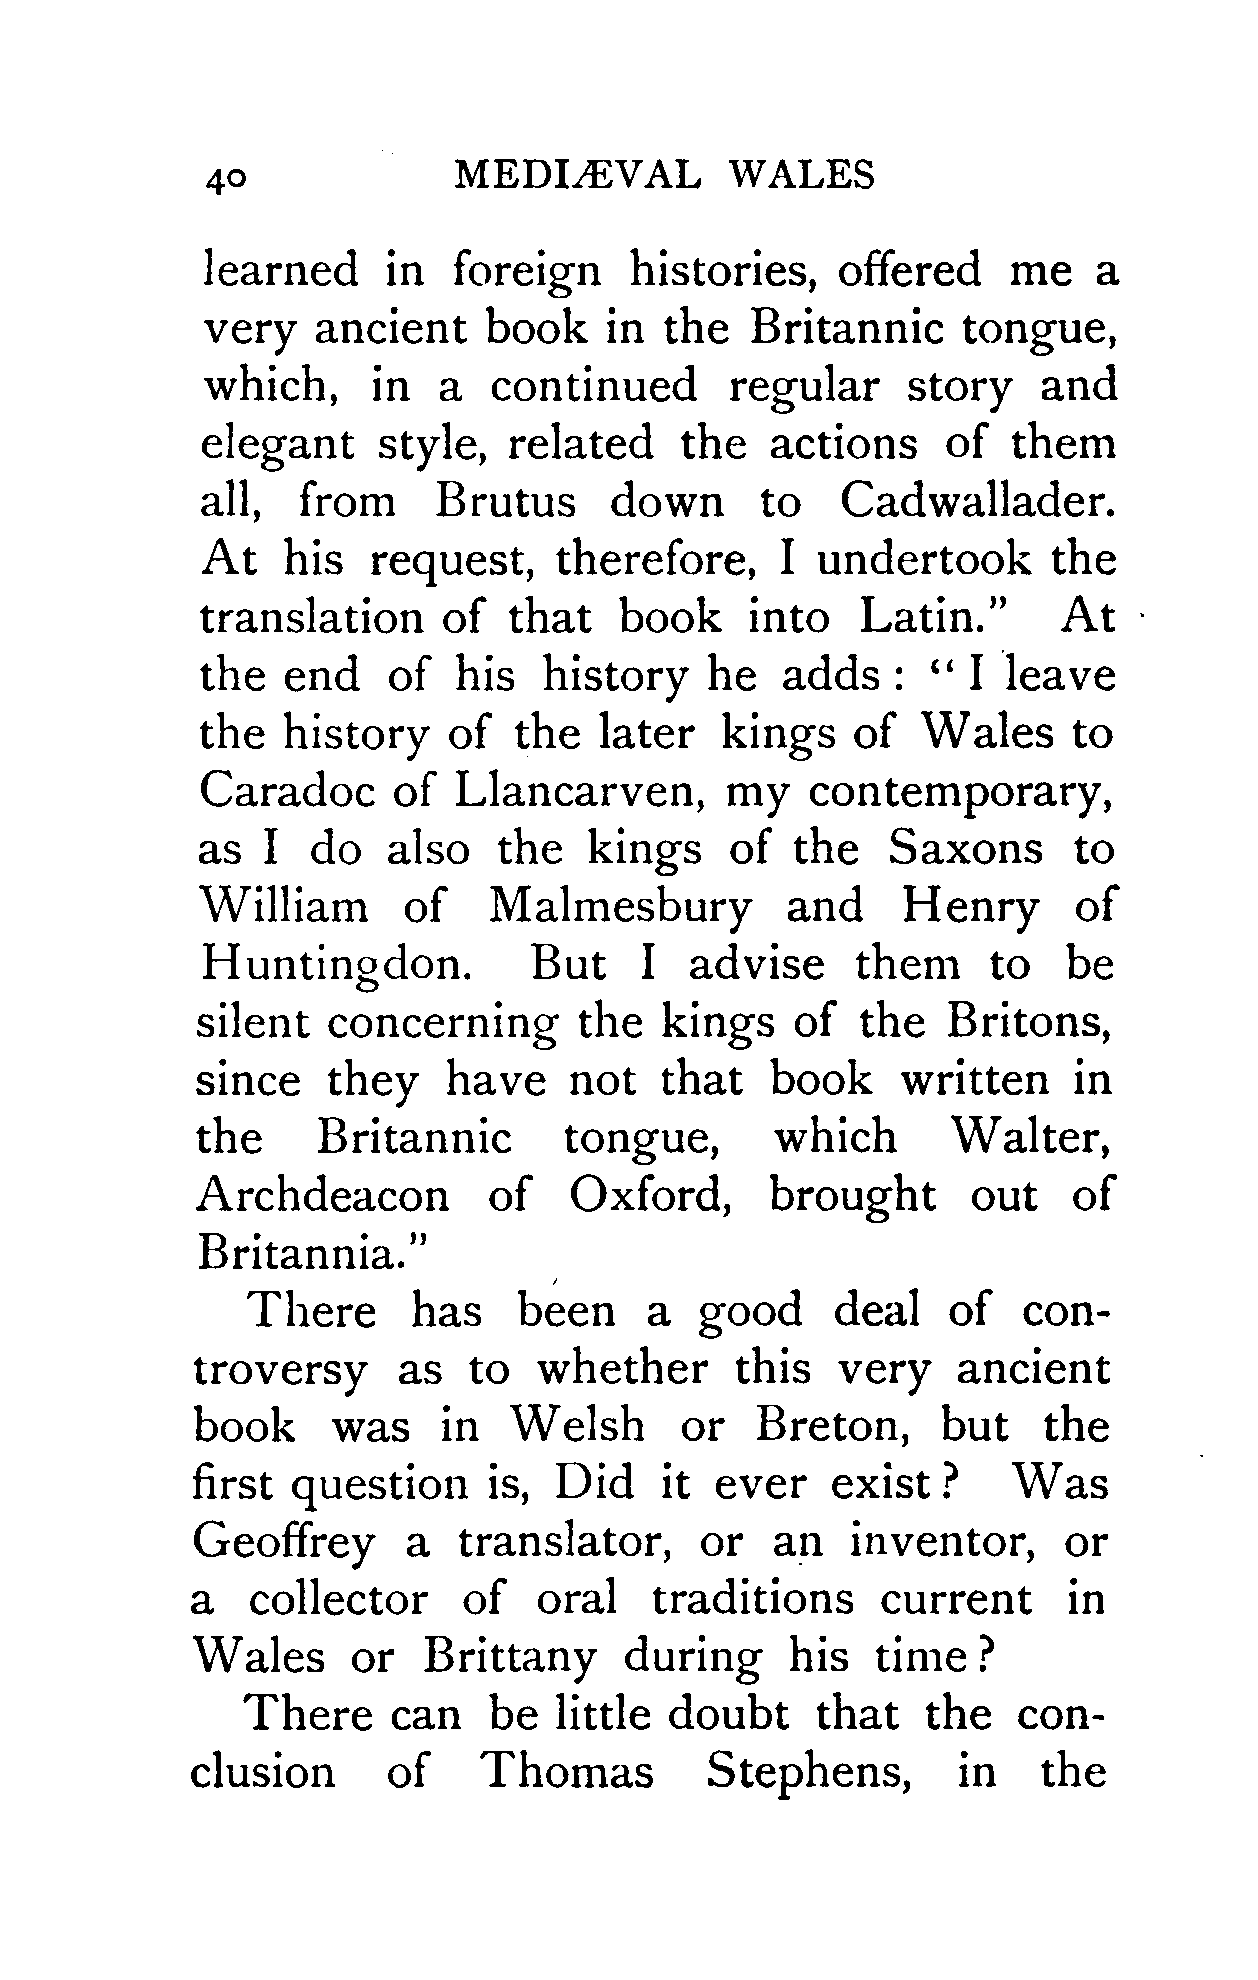 40 MEDIÆVAL WALES
learned in foreign histories, offered me a
very ancient book in the Britannic tongue,
which, in a continued regular story and
elegant style, related the actions of them
all, from Brutus down to Cadwallader.
At his request, therefore, I undertook the
translation of that book into Latin." At
the end of his history he adds : " I leave
the history of the later kings of Wales to
Caradoc of Llancarven, my contemporary,
as I do also the kings of the Saxons to
William of Malmesbury and Henry of
Huntingdon. But I advise them to be
silent concerning the kings of the Britons,
since they have not that book written in
the Britannic tongue, which Walter,
Archdeacon of Oxford, brought out of
Britannia."
There has been a good deal of con-
troversy as to whether this very ancient
book was in Welsh or Breton, but the
first question is, Did it ever exist ? Was
Geoffrey a translator, or an inventor, or
a collector of oral traditions current in
Wales or Brittany during his time ?
There can be little doubt that the con-
clusion of Thomas Stephens, in the